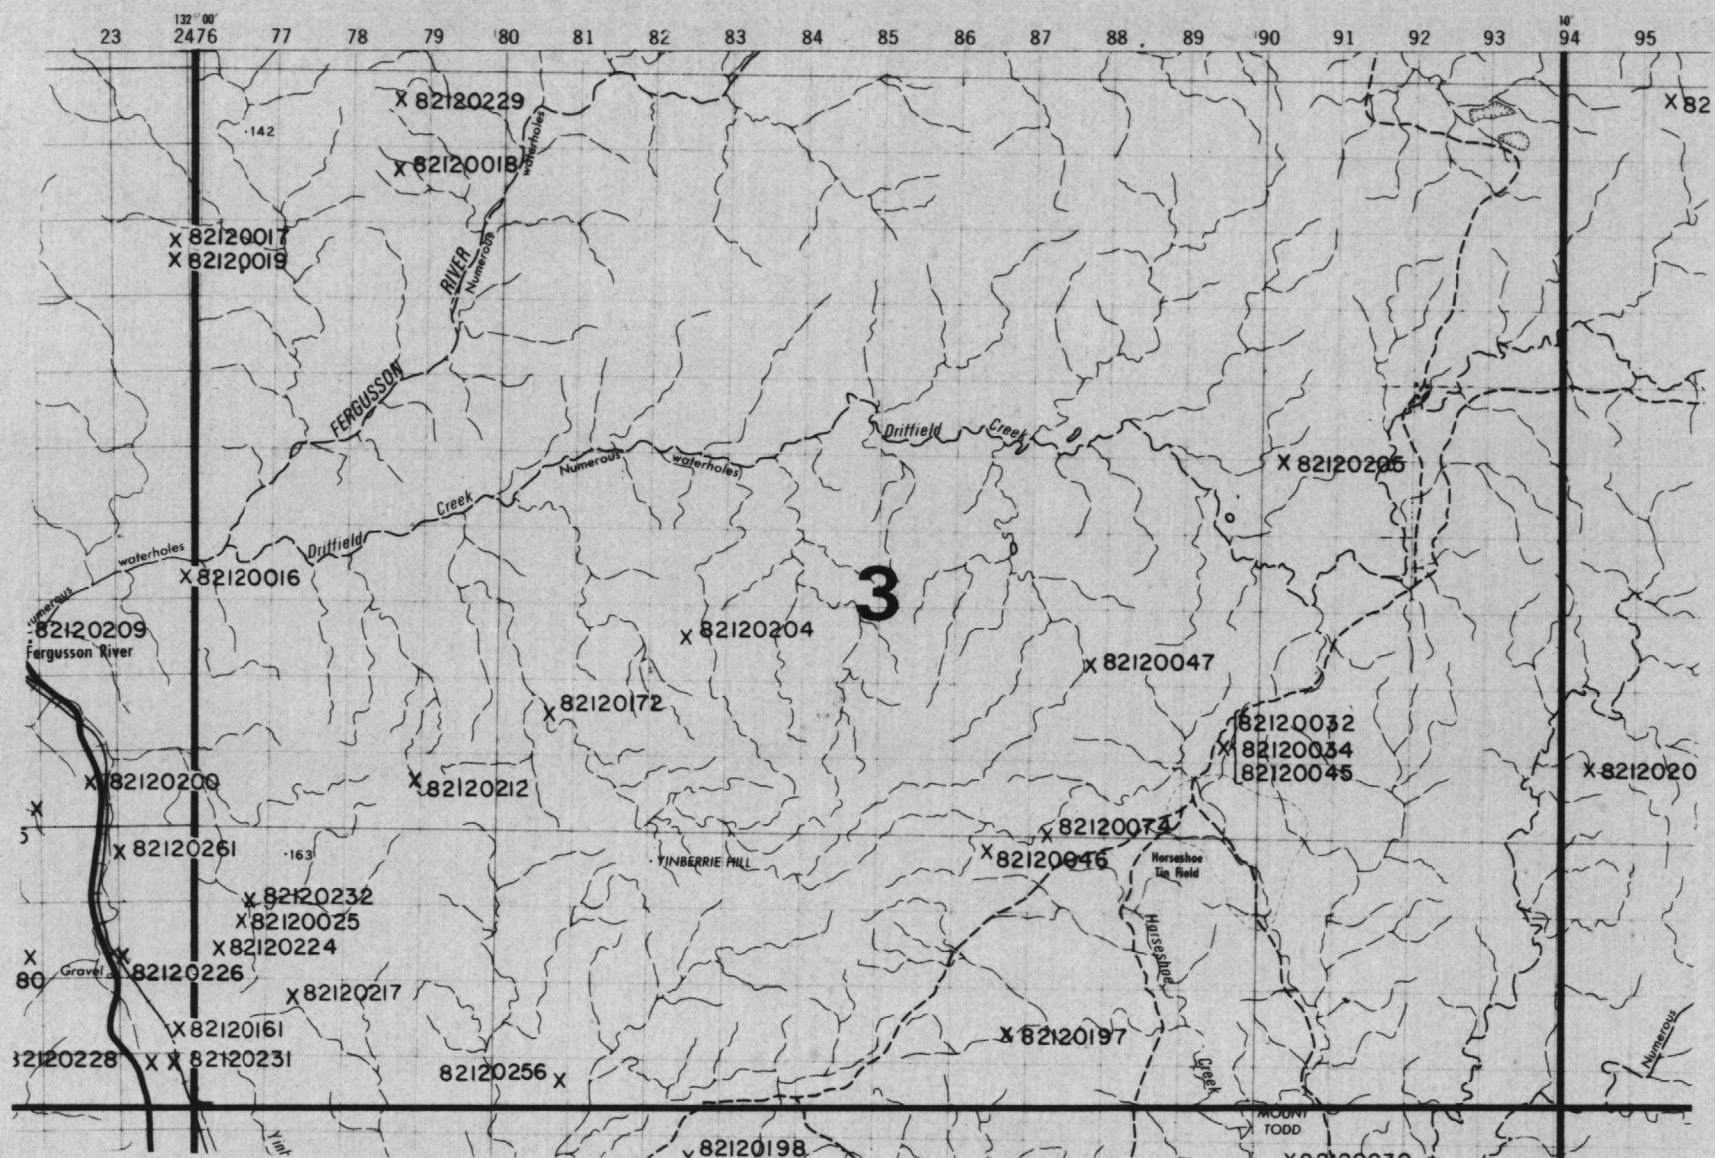 132° 00'
10'
23 2476 77 78 79 80 81 82 83 84 85 86 87 88 89 90 91 92 93 94 95
82120229
82
·142
waterholes
82120018
82120017
82120019
RIVER
Numerous
FERGUSSON
Driffield Creek
Numerous waterholes
82120205
Creek
Driffield
waterholes
82120016
3
82120209
Fergusson River
82120204
82120047
82120172
82120032
82120034
82120045
8212020
82120200
82120212
5
82120074
82120261
·163
· YINBERRIE HILL
82120046
Horseshoe
Tin Field
82120232
82120025
82120224
Horseshoe
80
Gravel
82120226
82120217
82120161
82120197
Numerous
82120228
82120231
82120256
Creek
MOUNT
TODD
82120198